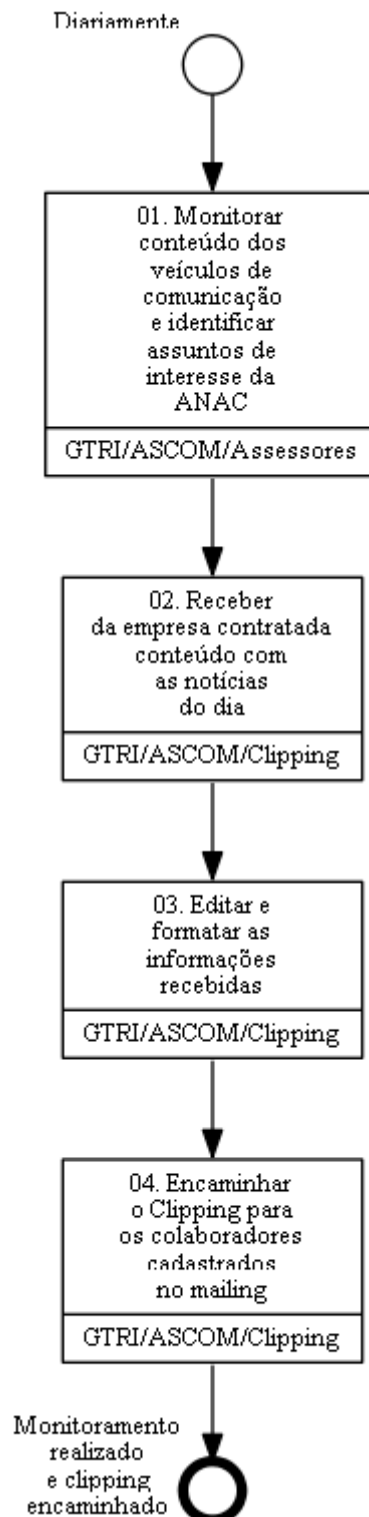 Diariamente
01. Monitorar
conteúdo dos
veículos de
comunicação
e identificar
assuntos de
interesse da
ANAC
GTRI/ASCOM/Assessores
02. Receber
da empresa contratada
conteúdo com
as notícias
do dia
GTRI/ASCOM/Clipping
03. Editar e
formatar as
informações
recebidas
GTRI/ASCOM/Clipping
04. Encaminhar
o Clipping para
os colaboradores
cadastrados
no mailing
GTRI/ASCOM/Clipping
Monitoramento
realizado
e clipping
encaminhado